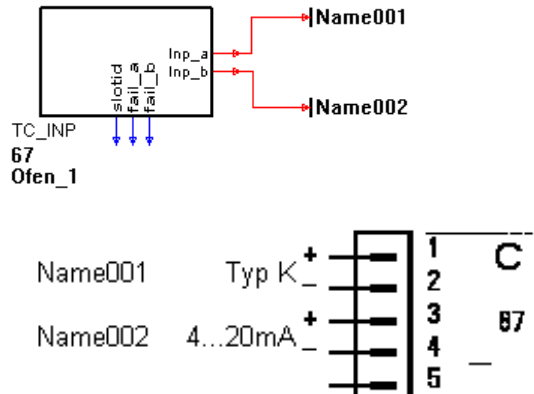 Name001
Inp_a
Inp_b
slotid
fail_a
fail_b
Name002
TC_INP
67
Ofen_1
Name001 Typ K + 1 C
- 2
Name002 4...20mA + 3 67
- 4 _
5